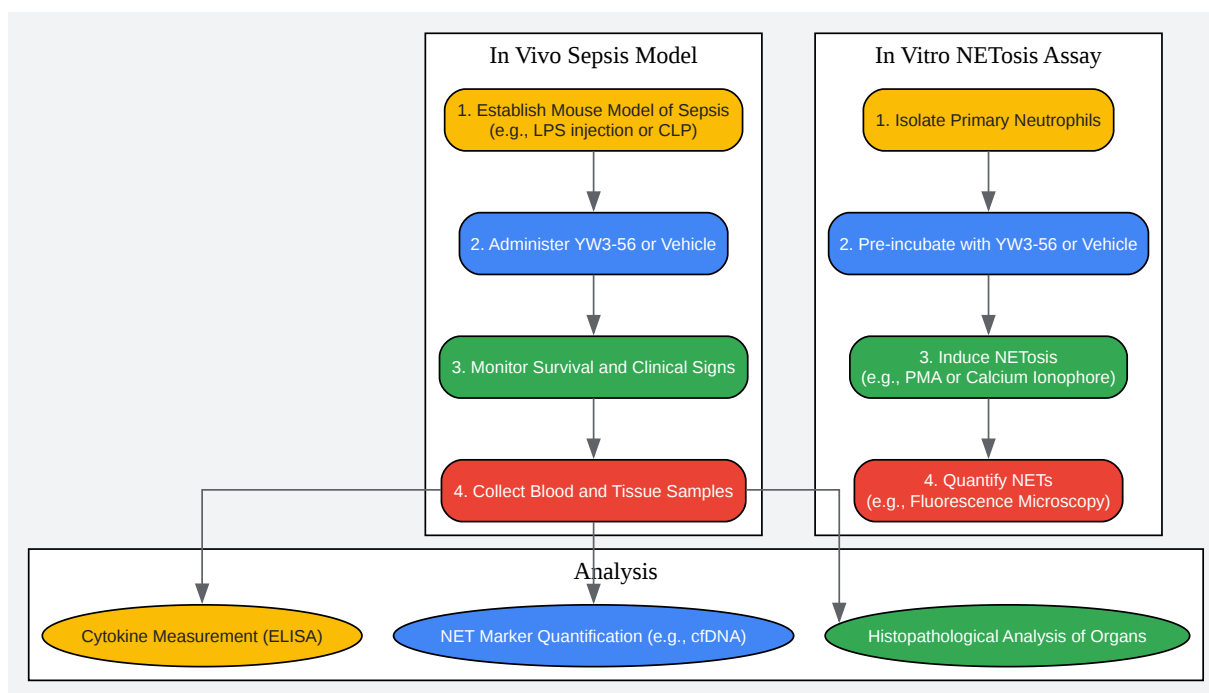 In Vivo Sepsis Model
1. Establish Mouse Model of Sepsis
(e.g., LPS injection or CLP)
2. Administer YW3-56 or Vehicle
3. Monitor Survival and Clinical Signs
4. Collect Blood and Tissue Samples
In Vitro NETosis Assay
1. Isolate Primary Neutrophils
2. Pre-incubate with YW3-56 or Vehicle
3. Induce NETosis
(e.g., PMA or Calcium Ionophore)
4. Quantify NETs
(e.g., Fluorescence Microscopy)
Analysis
Cytokine Measurement (ELISA)
NET Marker Quantification (e.g., cfDNA)
Histopathological Analysis of Organs